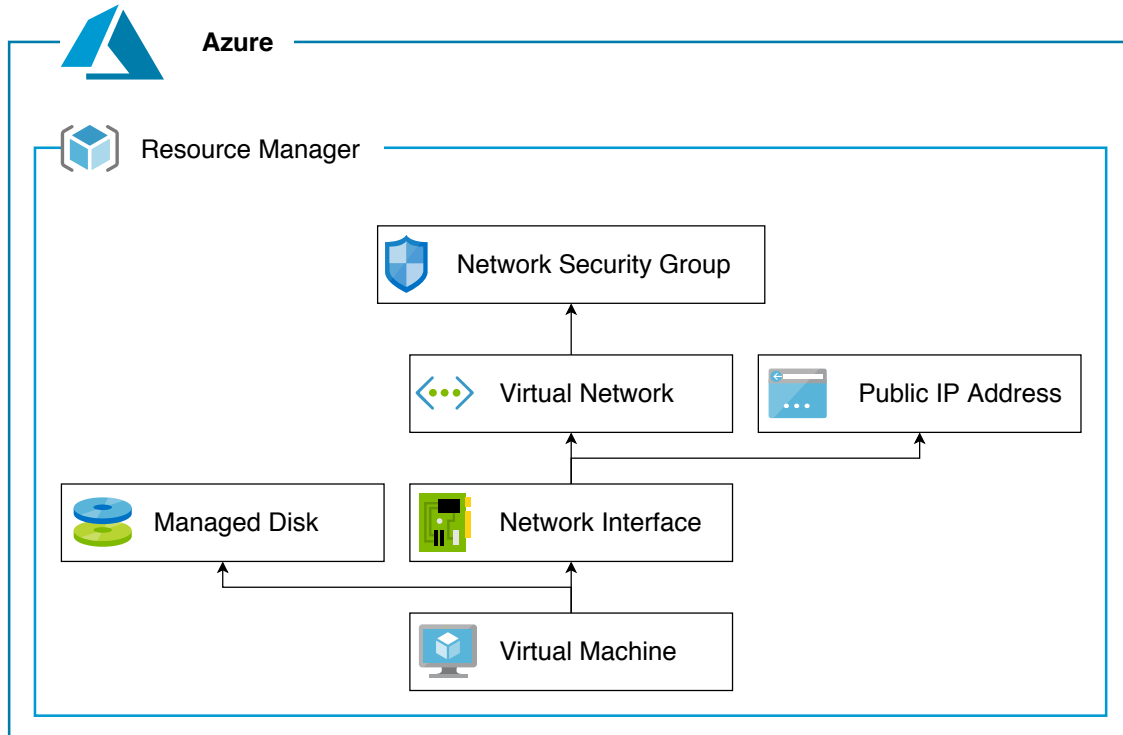 Azure
Resource Manager
Network Security Group
Virtual Network
Public IP Address
Managed Disk
Network Interface
Virtual Machine